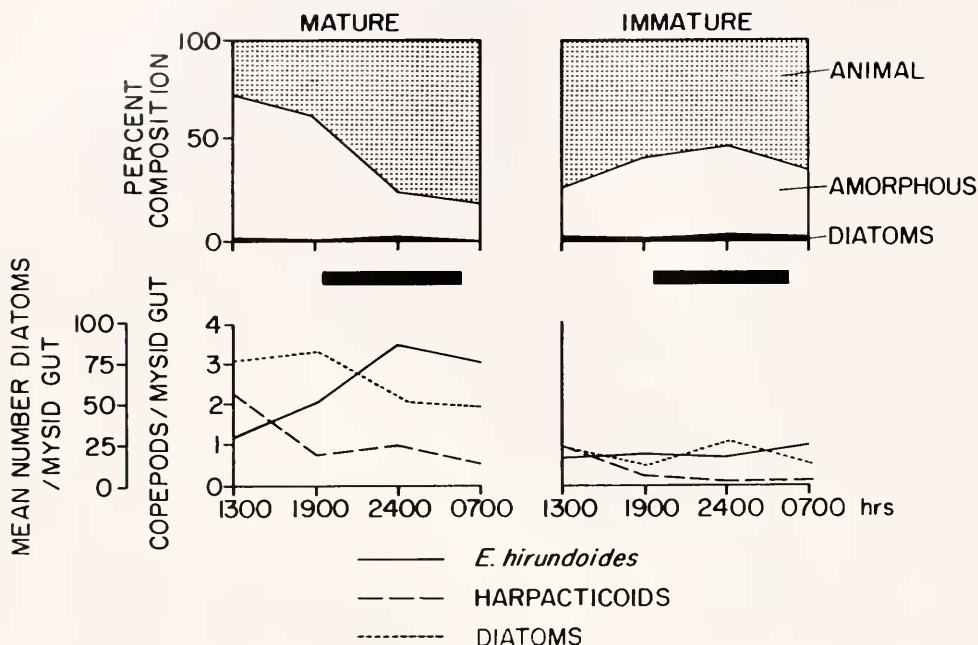 MATURE
IMMATURE
PERCENT
COMPOSITION
100
50
0
ANIMAL
AMORPHOUS
DIATOMS
MEAN NUMBER DIATOMS
/MYSID GUT
100
75
50
25
0
COPEPODS/MYSID GUT
4
3
2
1
0
1300 1900 2400 0700
1300 1900 2400 0700 hrs
E. hirundoides
HARPACTICOIDS
DIATOMS